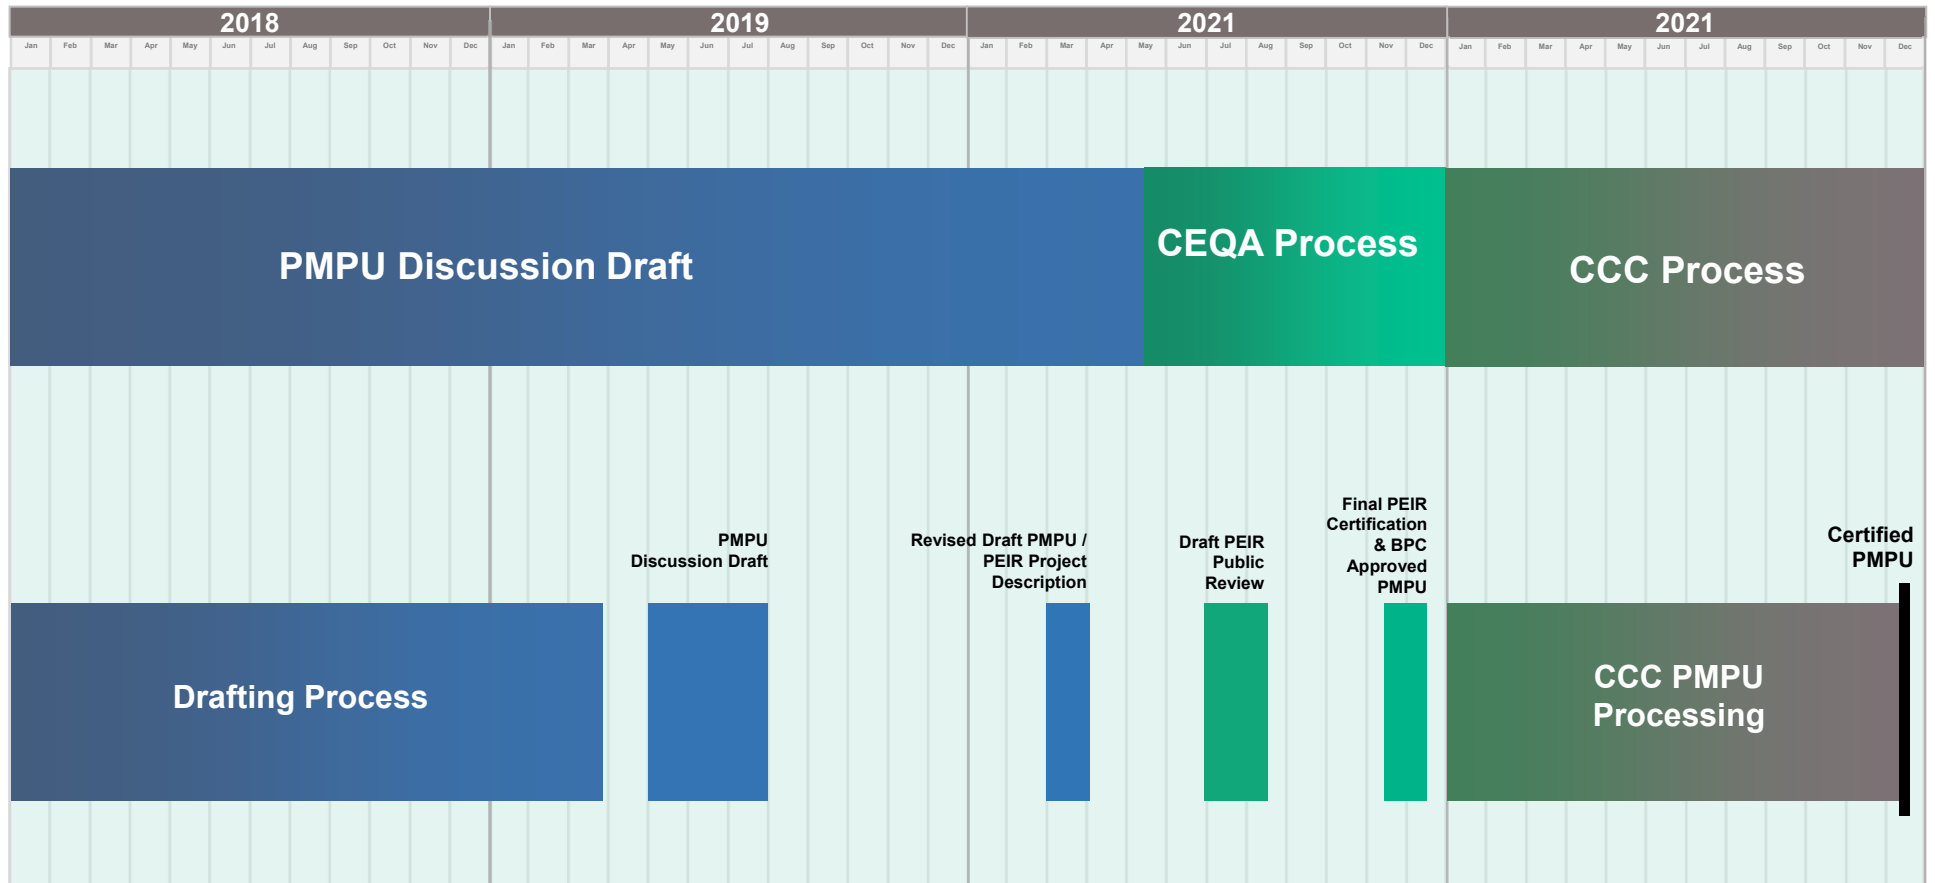 2018 2019 2021 2021
Jan Feb Mar Apr May Jun Jul Aug Sep Oct Nov Dec Jan Feb Mar Apr May Jun Jul Aug Sep Oct Nov Dec Jan Feb Mar Apr May Jun Jul Aug Sep Oct Nov Dec Jan Feb Mar Apr May Jun Jul Aug Sep Oct Nov Dec
PMPU Discussion Draft
CEQA Process
CCC Process
PMPU
Discussion Draft
Revised Draft PMPU /
PEIR Project
Description
Draft PEIR
Public
Review
Final PEIR
Certification
& BPC
Approved
PMPU
Certified
PMPU
Drafting Process
CCC PMPU
Processing